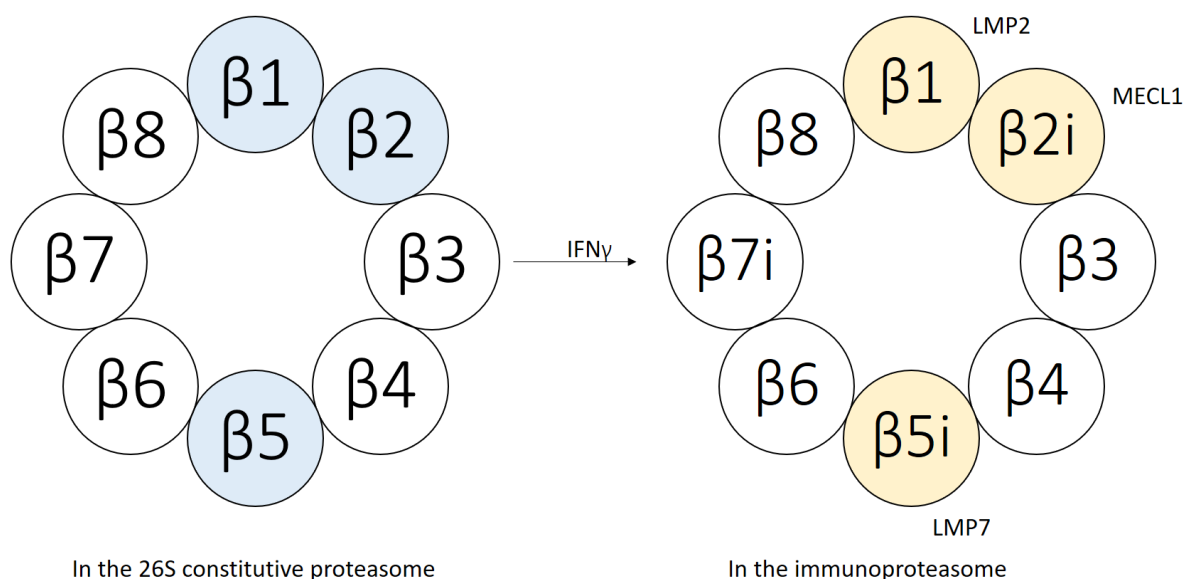 β1
β2
β3
β4
β5
β6
β7
β8
In the 26S constitutive proteasome
IFNγ
LMP2
β1
MECL1
β2i
β3
β4
β5i
LMP7
β6
β7i
β8
In the immunoproteasome